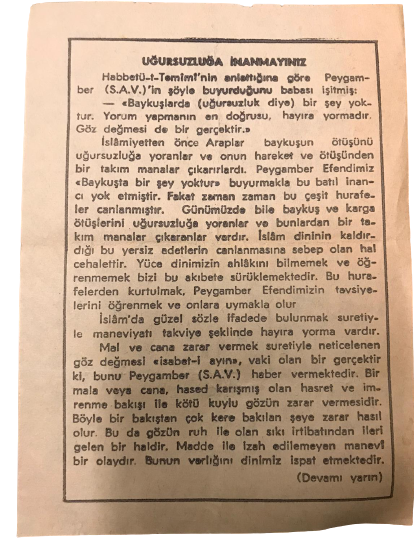 UĞURSUZLUĞA İNANMAYINIZ
Habbetü-t-Temimî'nin anlattığına göre Peygam-
ber (S.A.V.)'in şöyle buyurduğunu babası işitmiş:
— «Baykuşlarda (uğursuzluk diye) bir şey yok-
tur. Yorum yapmanın en doğrusu, hayıra yormadır.
Göz değmesi de bir gerçektir.»
İslâmiyetten önce Araplar baykuşun ötüşünü
uğursuzluğa yoranlar ve onun hareket ve ötüşünden
bir takım manalar çıkarırlardı. Peygamber Efendimiz
«Baykuşta bir şey yoktur» buyurmakla bu batıl inan-
cı yok etmiştir. Fakat zaman zaman bu çeşit hurafe-
ler canlanmıştır. Günümüzde bile baykuş ve karga
ötüşlerini uğursuzluğa yoranlar ve bunlardan bir ta-
kım manalar çıkaranlar vardır. İslâm dininin kaldır-
dığı bu yersiz adetlerin canlanmasına sebep olan hal
cehalettir. Yüce dinimizin ahlâkını bilmemek ve öğ-
renmemek bizi bu akıbete sürüklemektedir. Bu hura-
felerden kurtulmak, Peygamber Efendimizin tavsiye-
lerini öğrenmek ve onlara uymakla olur
İslâm'da güzel sözle ifadede bulunmak suretiy-
le maneviyatı takviye şeklinde hayıra yorma vardır.
Mal ve cana zarar vermek suretiyle neticelenen
göz değmesi «isabet-i ayın», vaki olan bir gerçektir
ki, bunu Peygamber (S.A.V.) haber vermektedir. Bir
mala veya cana, hased karışmış olan hasret ve im-
renme bakışı ile kötü kuylu gözün zarar vermesidir.
Böyle bir bakıştan çok kere bakılan şeye zarar hasıl
olur. Bu da gözün ruh ile olan sıkı irtibatından ileri
gelen bir haldir. Madde ile izah edilemeyen manevî
bir olaydır. Bunun varlığını dinimiz ispat etmektedir.
(Devamı yarın)